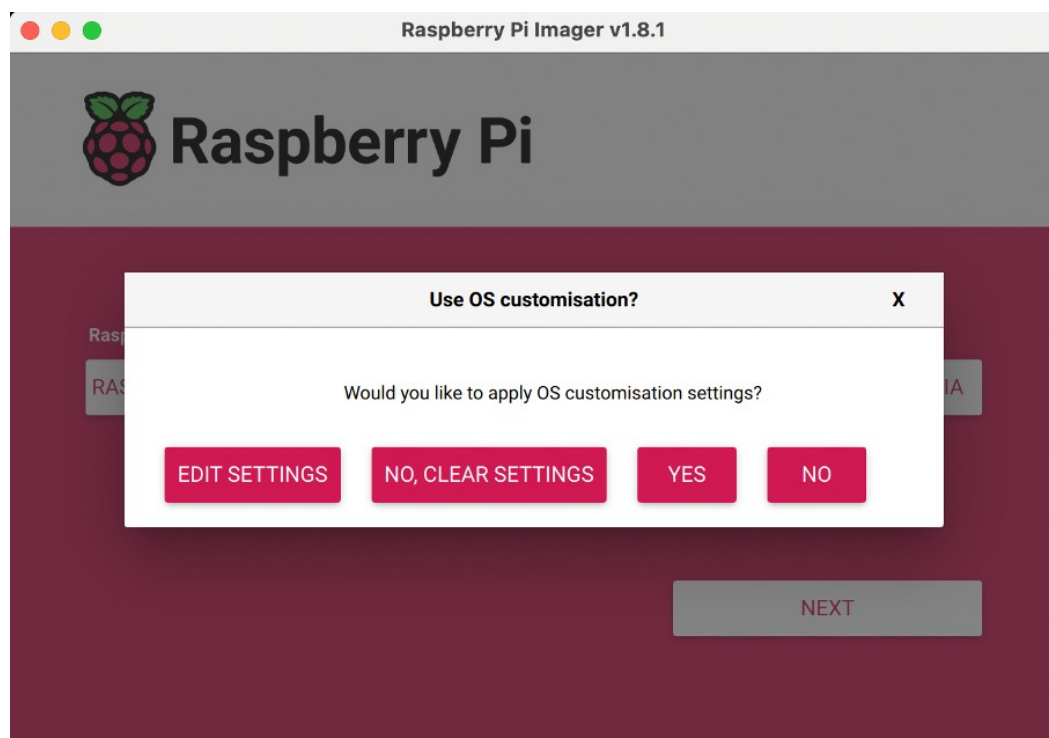 Raspberry Pi Imager v1.8.1
Raspberry Pi
Use OS customisation?
X
Would you like to apply OS customisation settings?
EDIT SETTINGS
NO, CLEAR SETTINGS
YES
NO
NEXT